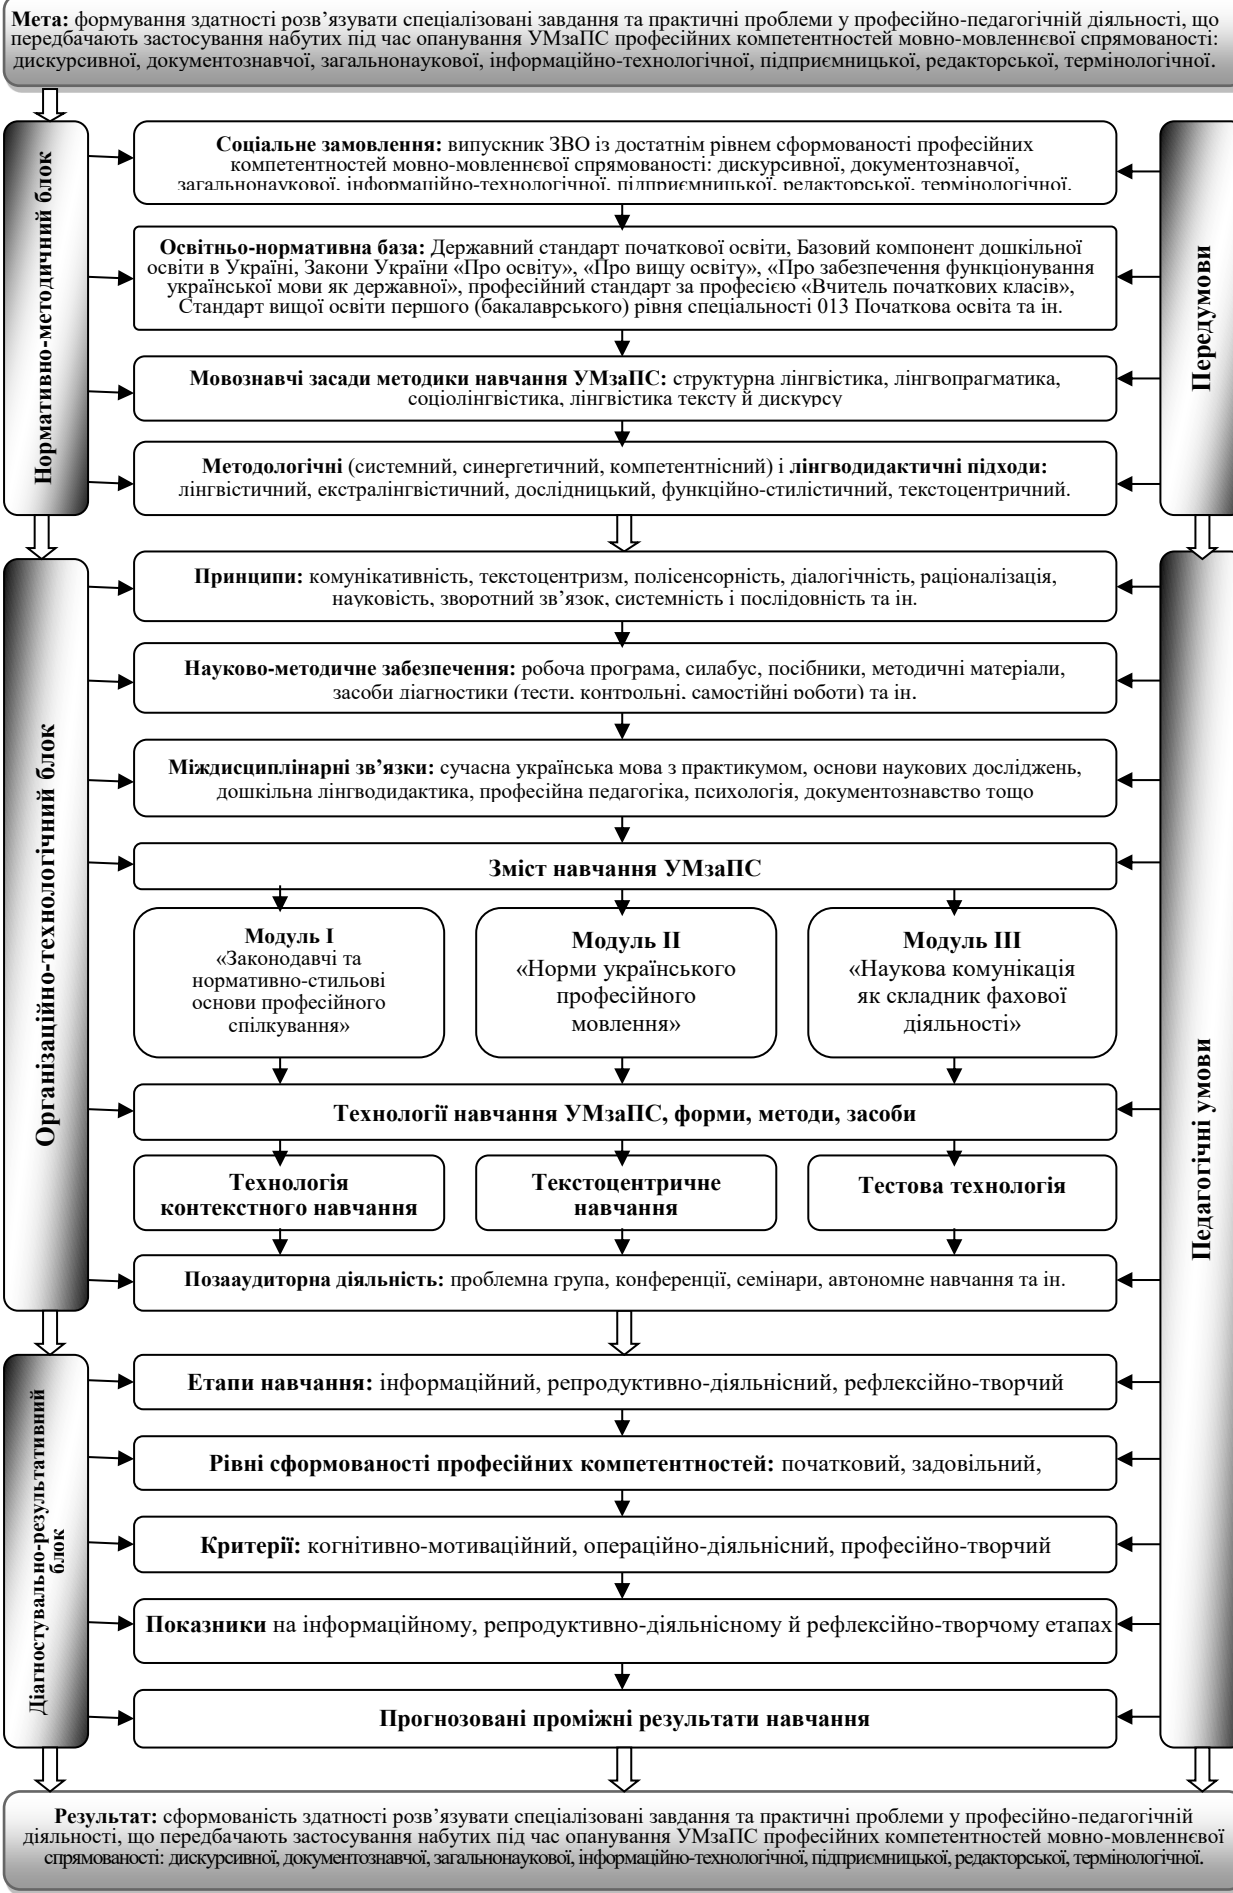 Мета: формування здатності розв’язувати спеціалізовані завдання та практичні проблеми у професійно-педагогічній діяльності, що
передбачають застосування набутих під час опанування УМзаПС професійних компетентностей мовно-мовленнєвої спрямованості:
дискурсивної, документознавчої, загальнонаукової, інформаційно-технологічної, підприємницької, редакторської, термінологічної.
Нормативно-методичний блок
Соціальне замовлення: випускник ЗВО із достатнім рівнем сформованості професійних
компетентностей мовно-мовленнєвої спрямованості: дискурсивної, документознавчої,
загальнонаукової, інформаційно-технологічної, підприємницької, редакторської, термінологічної.
Передумови
Освітньо-нормативна база: Державний стандарт початкової освіти, Базовий компонент дошкільної
освіти в Україні, Закони України «Про освіту», «Про вищу освіту», «Про забезпечення функціонування
української мови як державної», професійний стандарт за професією «Вчитель початкових класів»,
Стандарт вищої освіти першого (бакалаврського) рівня спеціальності 013 Початкова освіта та ін.
Мовознавчі засади методики навчання УМзаПС: структурна лінгвістика, лінгвопрагматика,
соціолінгвістика, лінгвістика тексту й дискурсу
Методологічні (системний, синергетичний, компетентнісний) і лінгводидактичні підходи:
лінгвістичний, екстралінгвістичний, дослідницький, функційно-стилістичний, текстоцентричний.
Організаційно-технологічний блок
Принципи: комунікативність, текстоцентризм, полісенсорність, діалогічність, раціоналізація,
науковість, зворотний зв’язок, системність і послідовність та ін.
Педагогічні умови
Науково-методичне забезпечення: робоча програма, силабус, посібники, методичні матеріали,
засоби діагностики (тести, контрольні, самостійні роботи) та ін.
Міждисциплінарні зв’язки: сучасна українська мова з практикумом, основи наукових досліджень,
дошкільна лінгводидактика, професійна педагогіка, психологія, документознавство тощо
Зміст навчання УМзаПС
Модуль І
«Законодавчі та
нормативно-стильові
основи професійного
спілкування»
Модуль ІІ
«Норми українського
професійного
мовлення»
Модуль ІІІ
«Наукова комунікація
як складник фахової
діяльності»
Технології навчання УМзаПС, форми, методи, засоби
Технологія
контекстного навчання
Текстоцентричне
навчання
Тестова технологія
Позааудиторна діяльність: проблемна група, конференції, семінари, автономне навчання та ін.
Діагностувально-результативний
блок
Етапи навчання: інформаційний, репродуктивно-діяльнісний, рефлексійно-творчий
Рівні сформованості професійних компетентностей: початковий, задовільний,
Критерії: когнітивно-мотиваційний, операційно-діяльнісний, професійно-творчий
Показники на інформаційному, репродуктивно-діяльнісному й рефлексійно-творчому етапах
Прогнозовані проміжні результати навчання
Результат: сформованість здатності розв’язувати спеціалізовані завдання та практичні проблеми у професійно-педагогічній
діяльності, що передбачають застосування набутих під час опанування УМзаПС професійних компетентностей мовно-мовленнєвої
спрямованості: дискурсивної, документознавчої, загальнонаукової, інформаційно-технологічної, підприємницької, редакторської, термінологічної.